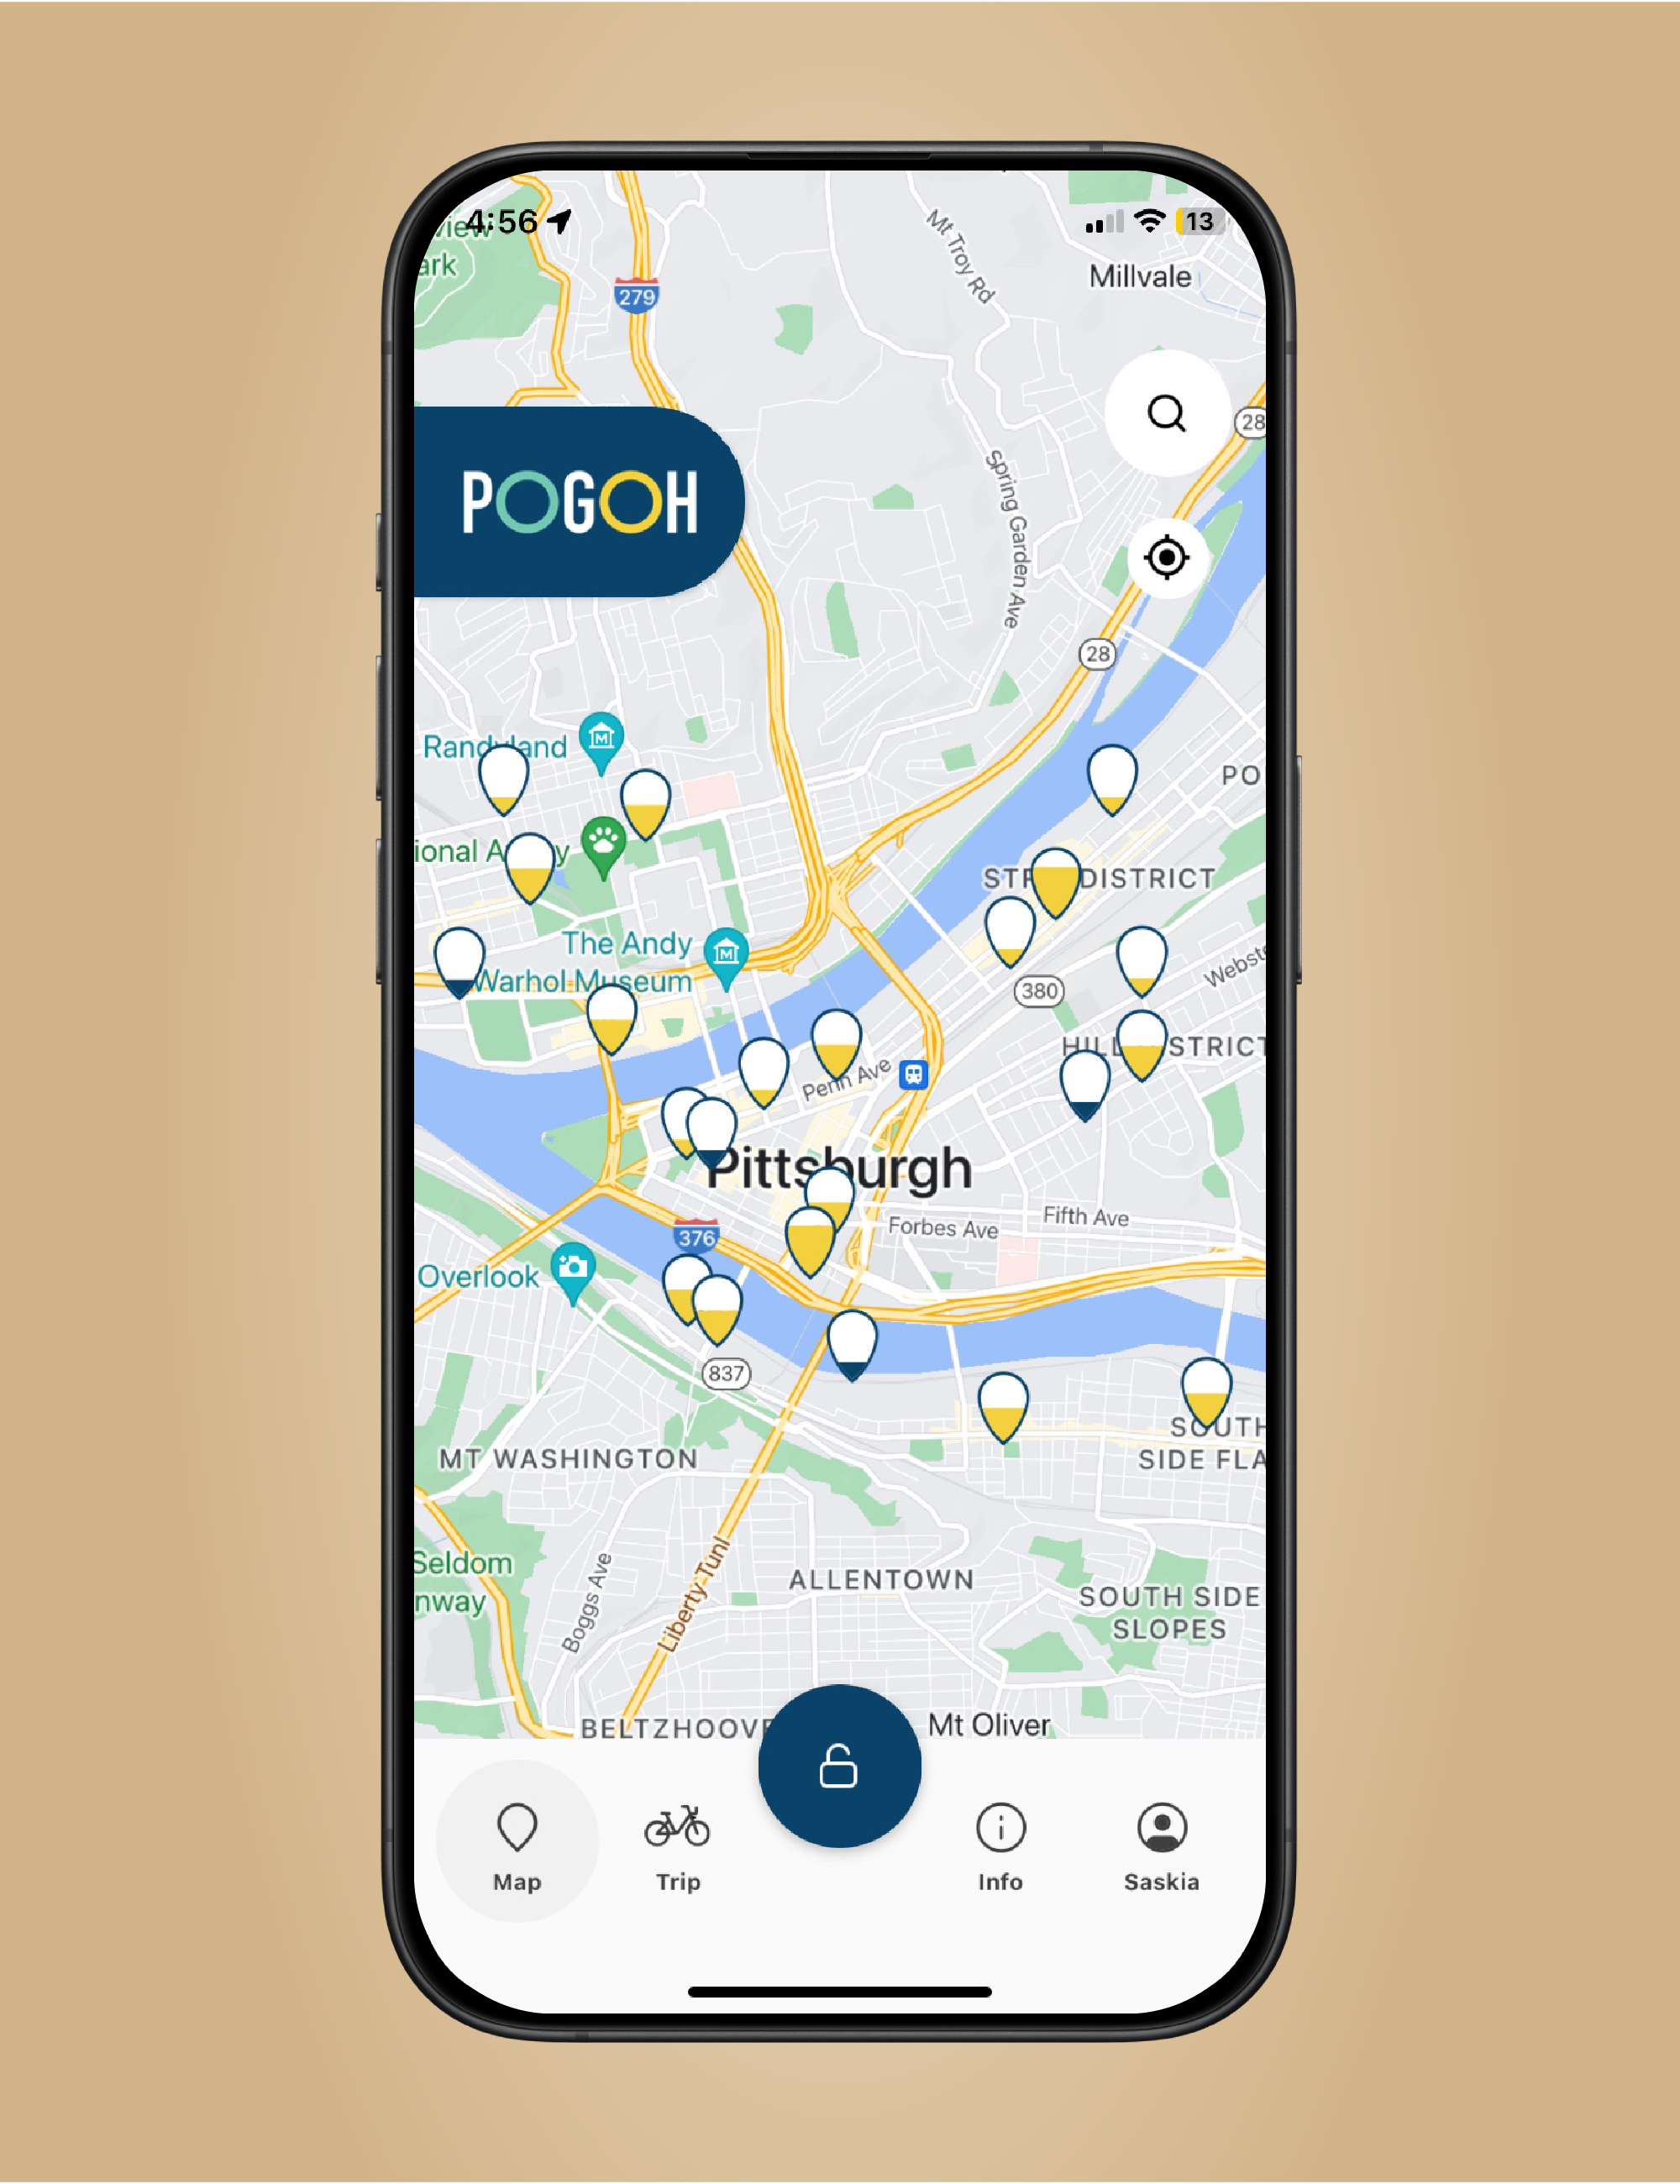 view
4:56
13
ark
Mt Troy Rd
Millvale
279
28
POGOH
Spring Garden Ave
28
Randyland
PO
ional A y
STR DISTRICT
The Andy
Warhol Museum
380
Webste
HILL ISTRICT
Penn Ave
Pittsburgh
Fifth Ave
Forbes Ave
376
Overlook
837
SOUTH
SIDE FLA
MT WASHINGTON
Seldom
nway
Boggs Ave
Liberty Tunl
ALLENTOWN
SOUTH SIDE
SLOPES
BELTZHOOVE
Mt Oliver
Map
Trip
Info
Saskia